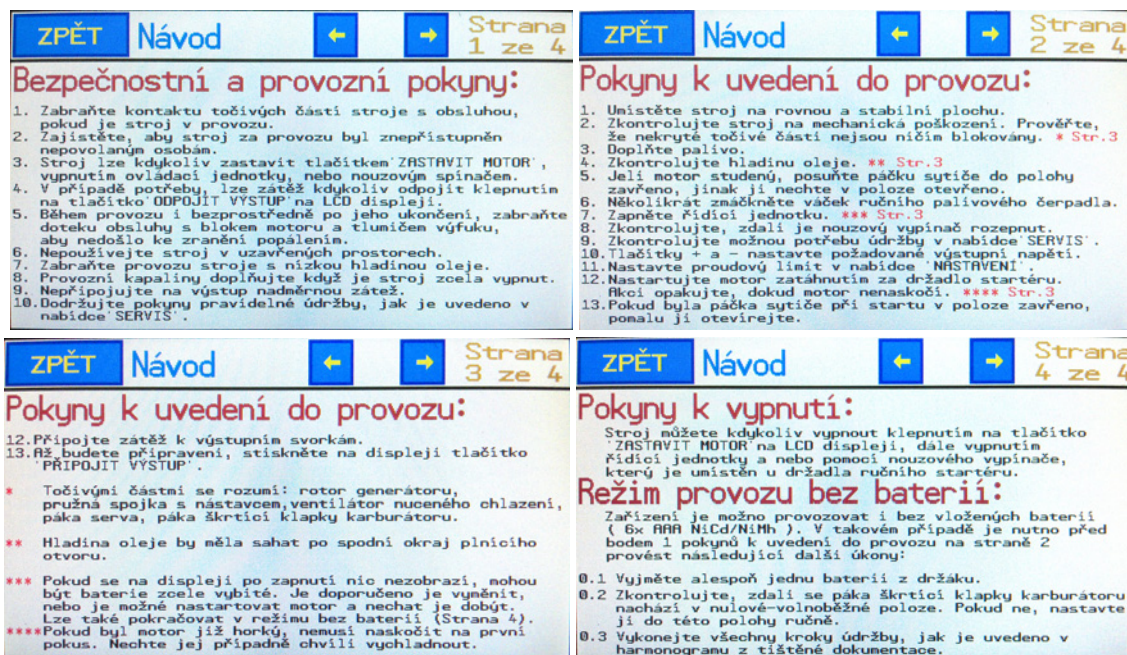 ZPĚT Návod ← → Strana
1 ze 4
Bezpečnostní a provozní pokyny:
1. Zabraňte kontaktu točivých částí stroje s obsluhou,
pokud je stroj v provozu.
2. Zajistěte, aby stroj za provozu byl znepřístupněn
nepovolaným osobám.
3. Stroj lze kdykoliv zastavit tlačítkem'ZASTAVIT MOTOR',
vypnutím ovládací jednotky, nebo nouzovým spínačem.
4. V případě potřeby, lze zátěž kdykoliv odpojit klepnutím
na tlačítko'ODPOJIT VÝSTUP'na LCD displeji.
5. Během provozu i bezprostředně po jeho ukončení, zabraňte
doteku obsluhy s blokem motoru a tlumičem výfuku,
aby nedošlo ke zranění popálením.
6. Nepoužívejte stroj v uzavřených prostorech.
7. Zabraňte provozu stroje s nízkou hladinou oleje.
8. Provozní kapaliny doplňujte když je stroj zcela vypnut.
9. Nepřipojujte na výstup nadměrnou zátež.
10.Dodržujte pokyny pravidelné údržby, jak je uvedeno v
nabídce'SERVIS'.
ZPĚT Návod ← → Strana
2 ze 4
Pokyny k uvedení do provozu:
1. Umístěte stroj na rovnou a stabilní plochu.
2. Zkontrolujte stroj na mechanická poškození. Prověřte,
že nekryté točivé části nejsou ničím blokovány. * Str.3
3. Doplňte palivo.
4. Zkontrolujte hladinu oleje. ** Str.3
5. Jeli motor studený, posuňte páčku sytiče do polohy
zavřeno, jinak ji nechte v poloze otevřeno.
6. Několikrát zmáčkněte váček ručního palivového čerpadla.
7. Zapněte řídící jednotku. *** Str.3
8. Zkontrolujte, zdali je nouzový vypínač rozepnut.
9. Zkontrolujte možnou potřebu údržby v nabídce'SERVIS'.
10.Tlačítky + a - nastavte požadované výstupní napětí.
11.Nastavte proudový limit v nabídce 'NASTAVENÍ'.
12.Nastartujte motor zatáhnutím za držadlo startéru.
Akci opakujte, dokud motor nenaskočí. **** Str.3
13.Pokud byla páčka sytiče při startu v poloze zavřeno,
pomalu ji otevírejte.
ZPĚT Návod ← → Strana
3 ze 4
Pokyny k uvedení do provozu:
12.Připojte zátěž k výstupním svorkám.
13.Až budete připraveni, stiskněte na displeji tlačítko
'PŘIPOJIT VÝSTUP'.
* Točivými částmi se rozumí: rotor generátoru,
pružná spojka s nástavcem,ventilátor nuceného chlazení,
páka serva, páka škrtící klapky karburátoru.
** Hladina oleje by měla sahat po spodní okraj plnícího
otvoru.
*** Pokud se na displeji po zapnutí nic nezobrazí, mohou
být baterie zcele vybité. Je doporučeno je vyměnit,
nebo je možné nastartovat motor a nechat je dobýt.
Lze také pokračovat v režimu bez baterií (Strana 4).
****Pokud byl motor již horký, nemusí naskočit na první
pokus. Nechte jej případně chvíli vychladnout.
ZPĚT Návod ← → Strana
4 ze 4
Pokyny k vypnutí:
Stroj můžete kdykoliv vypnout klepnutím na tlačítko
'ZASTAVIT MOTOR'na LCD displeji, dále vypnutím
řídící jednotky a nebo pomocí nouzového vypínače,
který je umístěn u držadla ručního startéru.
Režim provozu bez baterií:
Zařízení je možno provozovat i bez vložených baterií
( 6x AAA NiCd/NiMh ). V takovém případě je nutno před
bodem 1 pokynů k uvedení do provozu na straně 2
provést následující další úkony:
0.1 Vyjměte alespoň jednu baterii z držáku.
0.2 Zkontrolujte, zdali se páka škrtící klapky karburátoru
nachází v nulové-volnoběžné poloze. Pokud ne, nastavte
ji do této polohy ručně.
0.3 Vykonejte všechny kroky údržby, jak je uvedeno v
harmonogramu z tištěné dokumentace.